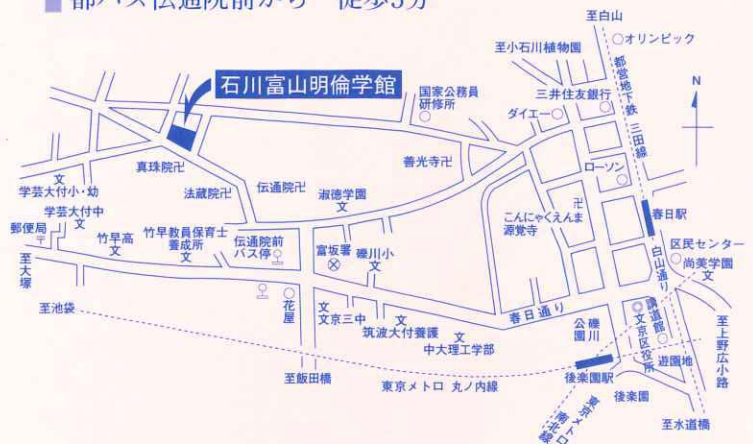 都バス伝通院前から 徒歩5分
至白山
オリンピック
至小石川植物園
都営地下鉄 三田線
N
石川富山明倫学館
国家公務員
研修所
三井住友銀行
ダイエー
真珠院卍
善光寺卍
ローソン
文
学芸大付小・幼
法蔵院卍
伝通院卍
淑徳学園
文
卍
こんにゃくえんま
源覚寺
春日駅
学芸大付中
文
郵便局
〒
竹早高
文
竹早教員保育士
養成所
文
伝通院前
バス停
富坂署
礫川小
文
白山通り
区民センター
尚美学園
文
至大塚
至池袋
花屋
文
文京三中
文
筑波大付養護
文
中大理工学部
春日通り
礫川
公園
講道館
文京区役所
遊園地
至上野広小路
至飯田橋
東京メトロ 丸ノ内線
後楽園駅
後楽園
東京メトロ
南北線
至水道橋